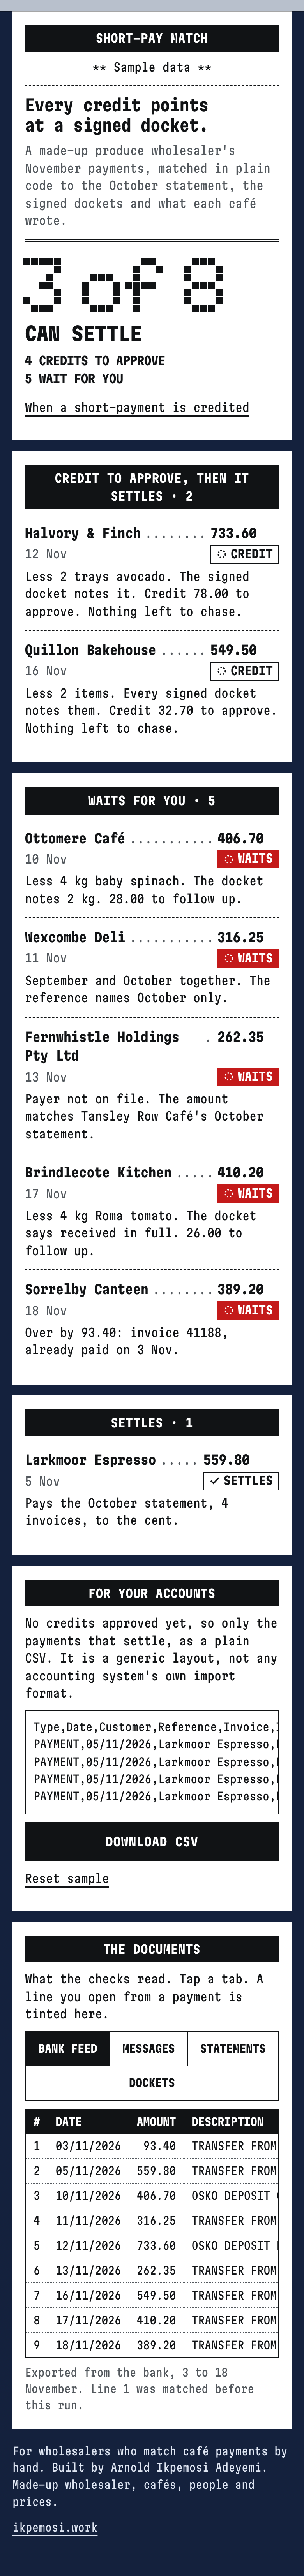 SHORT-PAY MATCH
** Sample data **
Every credit points
at a signed docket.
A made-up produce wholesaler's
November payments, matched in plain
code to the October statement, the
signed dockets and what each café
wrote.
3 of 8
CAN SETTLE
4 CREDITS TO APPROVE
5 WAIT FOR YOU
When a short-payment is credited
CREDIT TO APPROVE, THEN IT
SETTLES · 2
Halvory & Finch ........ 733.60
12 Nov CREDIT
Less 2 trays avocado. The signed
docket notes it. Credit 78.00 to
approve. Nothing left to chase.
Quillon Bakehouse ...... 549.50
16 Nov CREDIT
Less 2 items. Every signed docket
notes them. Credit 32.70 to approve.
Nothing left to chase.
WAITS FOR YOU · 5
Ottomere Café ........... 406.70
10 Nov WAITS
Less 4 kg baby spinach. The docket
notes 2 kg. 28.00 to follow up.
Wexcombe Deli ........... 316.25
11 Nov WAITS
September and October together. The
reference names October only.
Fernwhistle Holdings . 262.35
Pty Ltd
13 Nov WAITS
Payer not on file. The amount
matches Tansley Row Café's October
statement.
Brindlecote Kitchen ..... 410.20
17 Nov WAITS
Less 4 kg Roma tomato. The docket
says received in full. 26.00 to
follow up.
Sorrelby Canteen ........ 389.20
18 Nov WAITS
Over by 93.40: invoice 41188,
already paid on 3 Nov.
SETTLES · 1
Larkmoor Espresso ..... 559.80
5 Nov ✓ SETTLES
Pays the October statement, 4
invoices, to the cent.
FOR YOUR ACCOUNTS
No credits approved yet, so only the
payments that settle, as a plain
CSV. It is a generic layout, not any
accounting system's own import
format.
Type,Date,Customer,Reference,Invoice,
PAYMENT,05/11/2026,Larkmoor Espresso,
PAYMENT,05/11/2026,Larkmoor Espresso,
PAYMENT,05/11/2026,Larkmoor Espresso,
PAYMENT,05/11/2026,Larkmoor Espresso,
DOWNLOAD CSV
Reset sample
THE DOCUMENTS
What the checks read. Tap a tab. A
line you open from a payment is
tinted here.
BANK FEED MESSAGES STATEMENTS
DOCKETS
# DATE AMOUNT DESCRIPTION
1 03/11/2026 93.40 TRANSFER FROM
2 05/11/2026 559.80 TRANSFER FROM
3 10/11/2026 406.70 OSKO DEPOSIT
4 11/11/2026 316.25 TRANSFER FROM
5 12/11/2026 733.60 OSKO DEPOSIT
6 13/11/2026 262.35 TRANSFER FROM
7 16/11/2026 549.50 TRANSFER FROM
8 17/11/2026 410.20 TRANSFER FROM
9 18/11/2026 389.20 TRANSFER FROM
Exported from the bank, 3 to 18
November. Line 1 was matched before
this run.
For wholesalers who match café payments by
hand. Built by Arnold Ikpemosi Adeyemi.
Made-up wholesaler, cafés, people and
prices.
ikpemosi.work